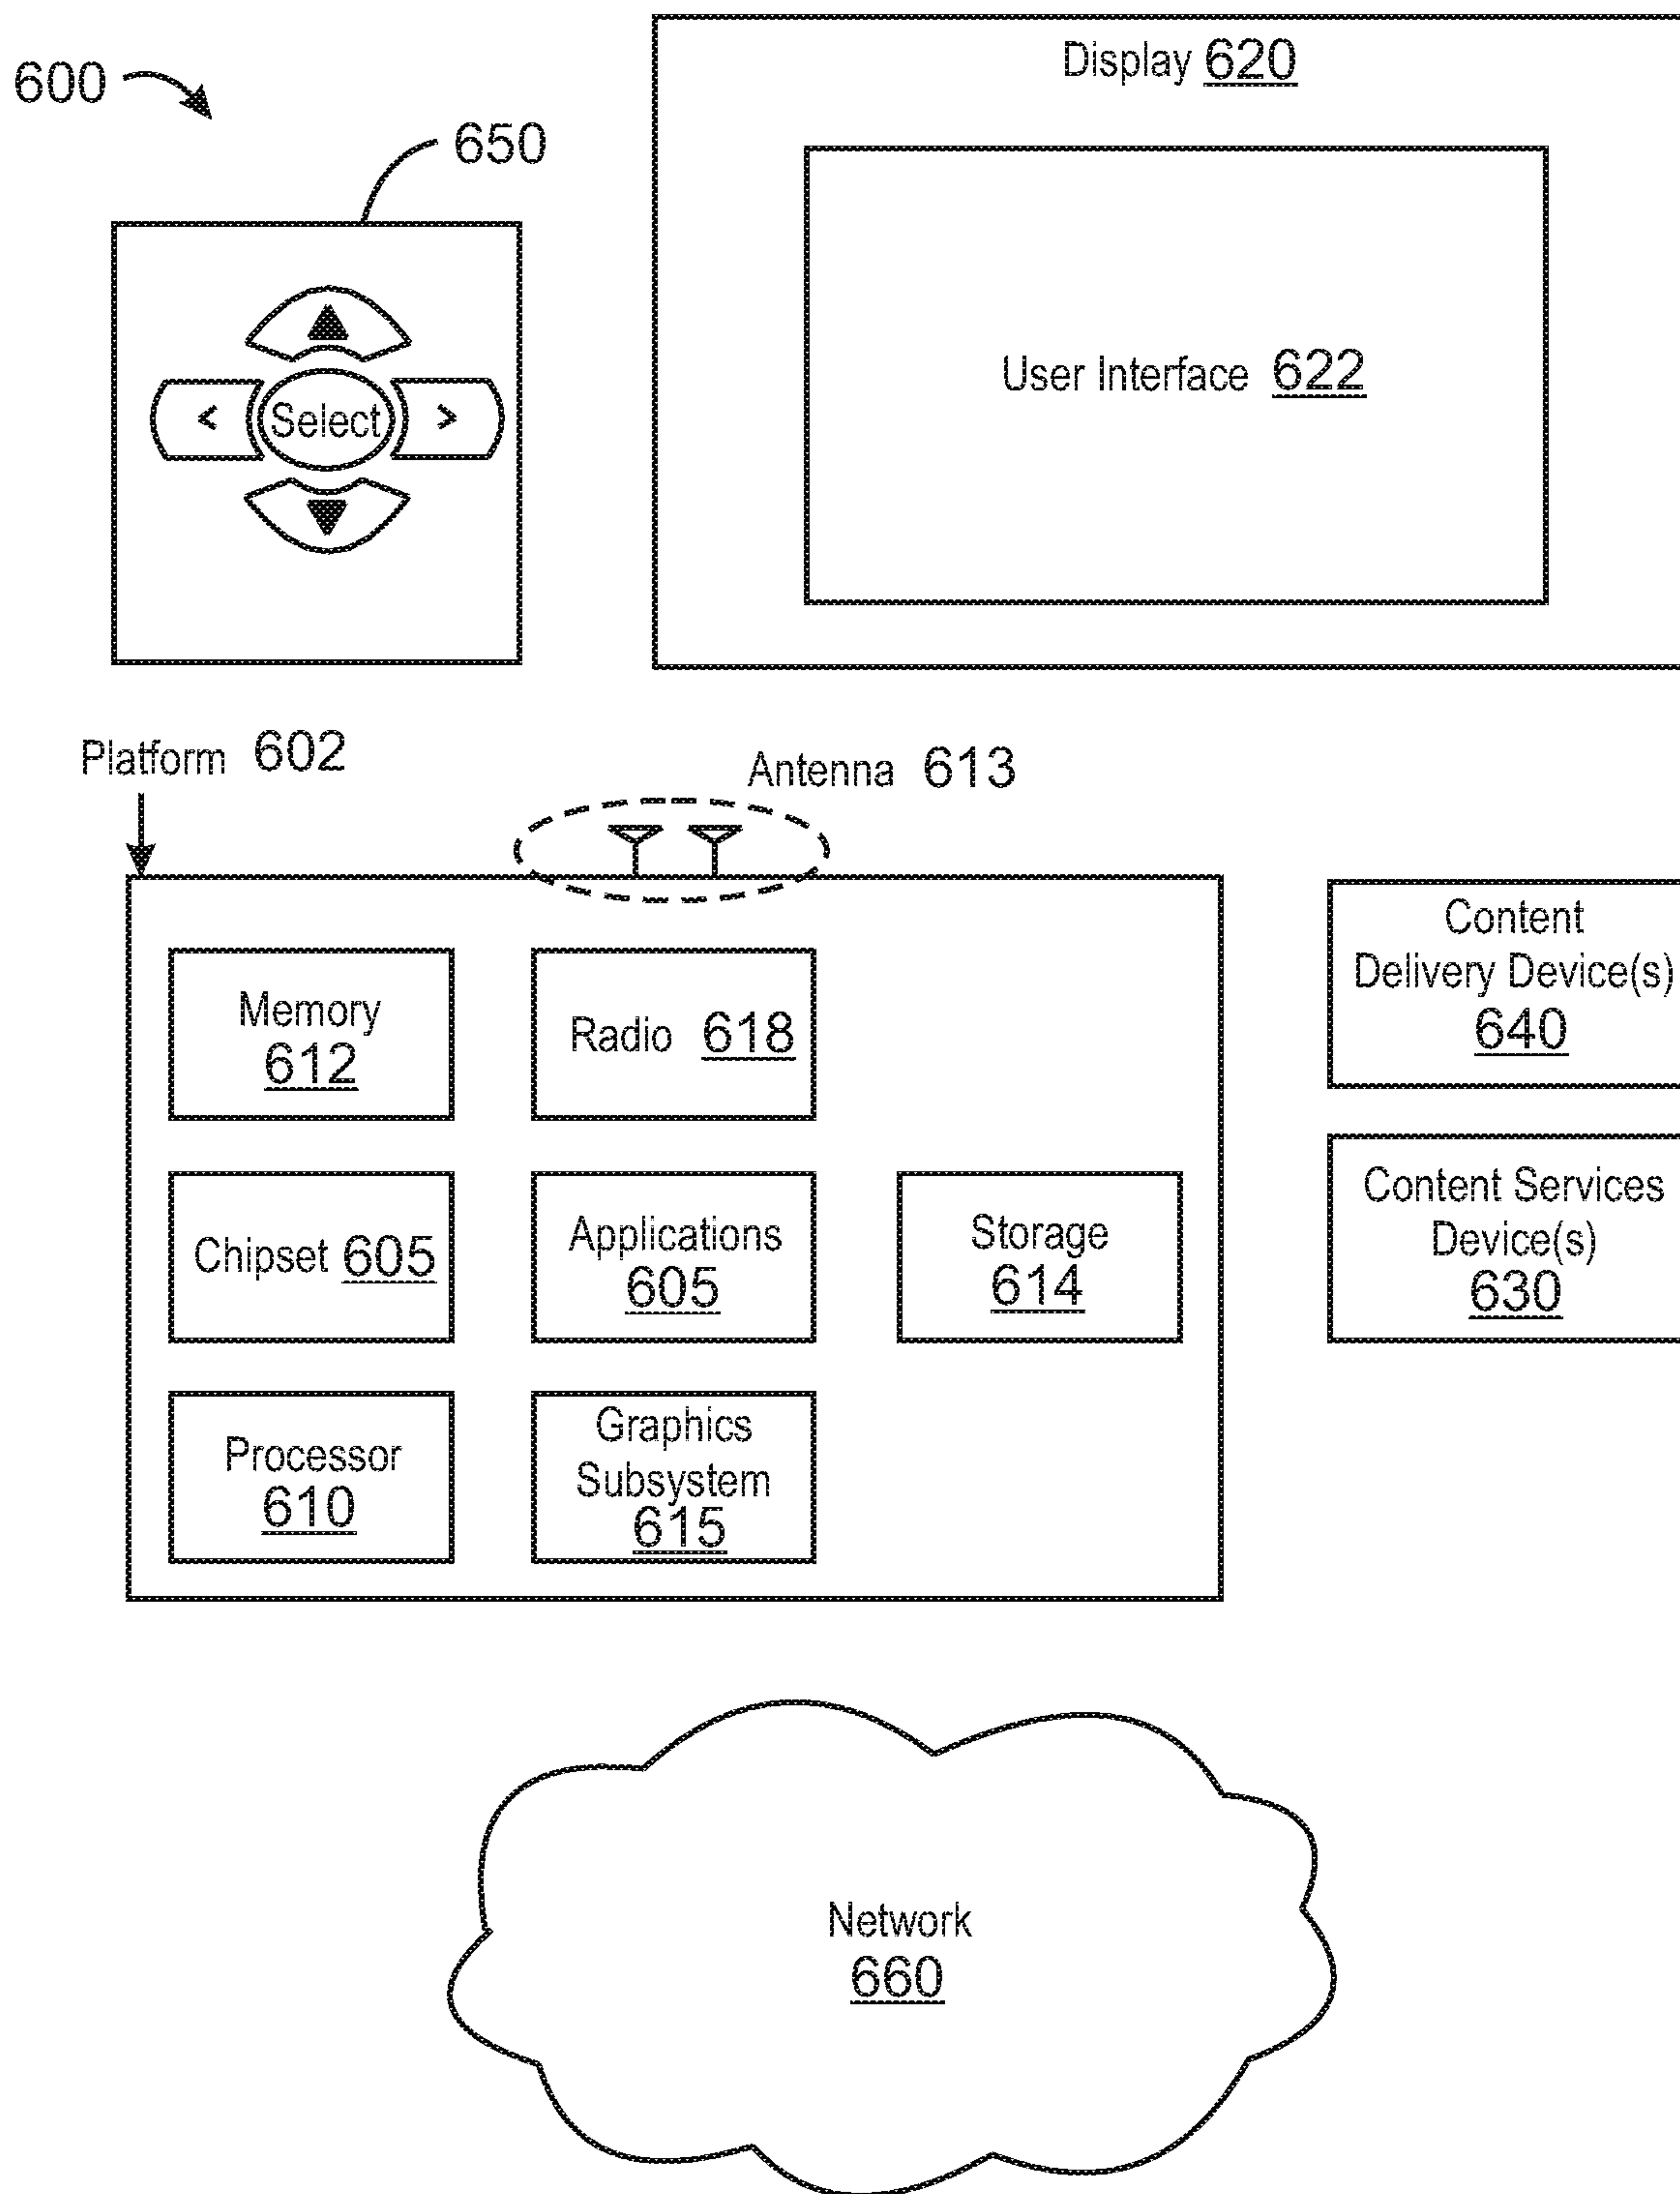 600
650
Display 620
User Interface 622
<
Select
>
Platform 602
Antenna 613
Memory
612
Radio 618
Chipset 605
Applications
605
Storage
614
Processor
610
Graphics
Subsystem
615
Content
Delivery Device(s)
640
Content Services
Device(s)
630
Network
660